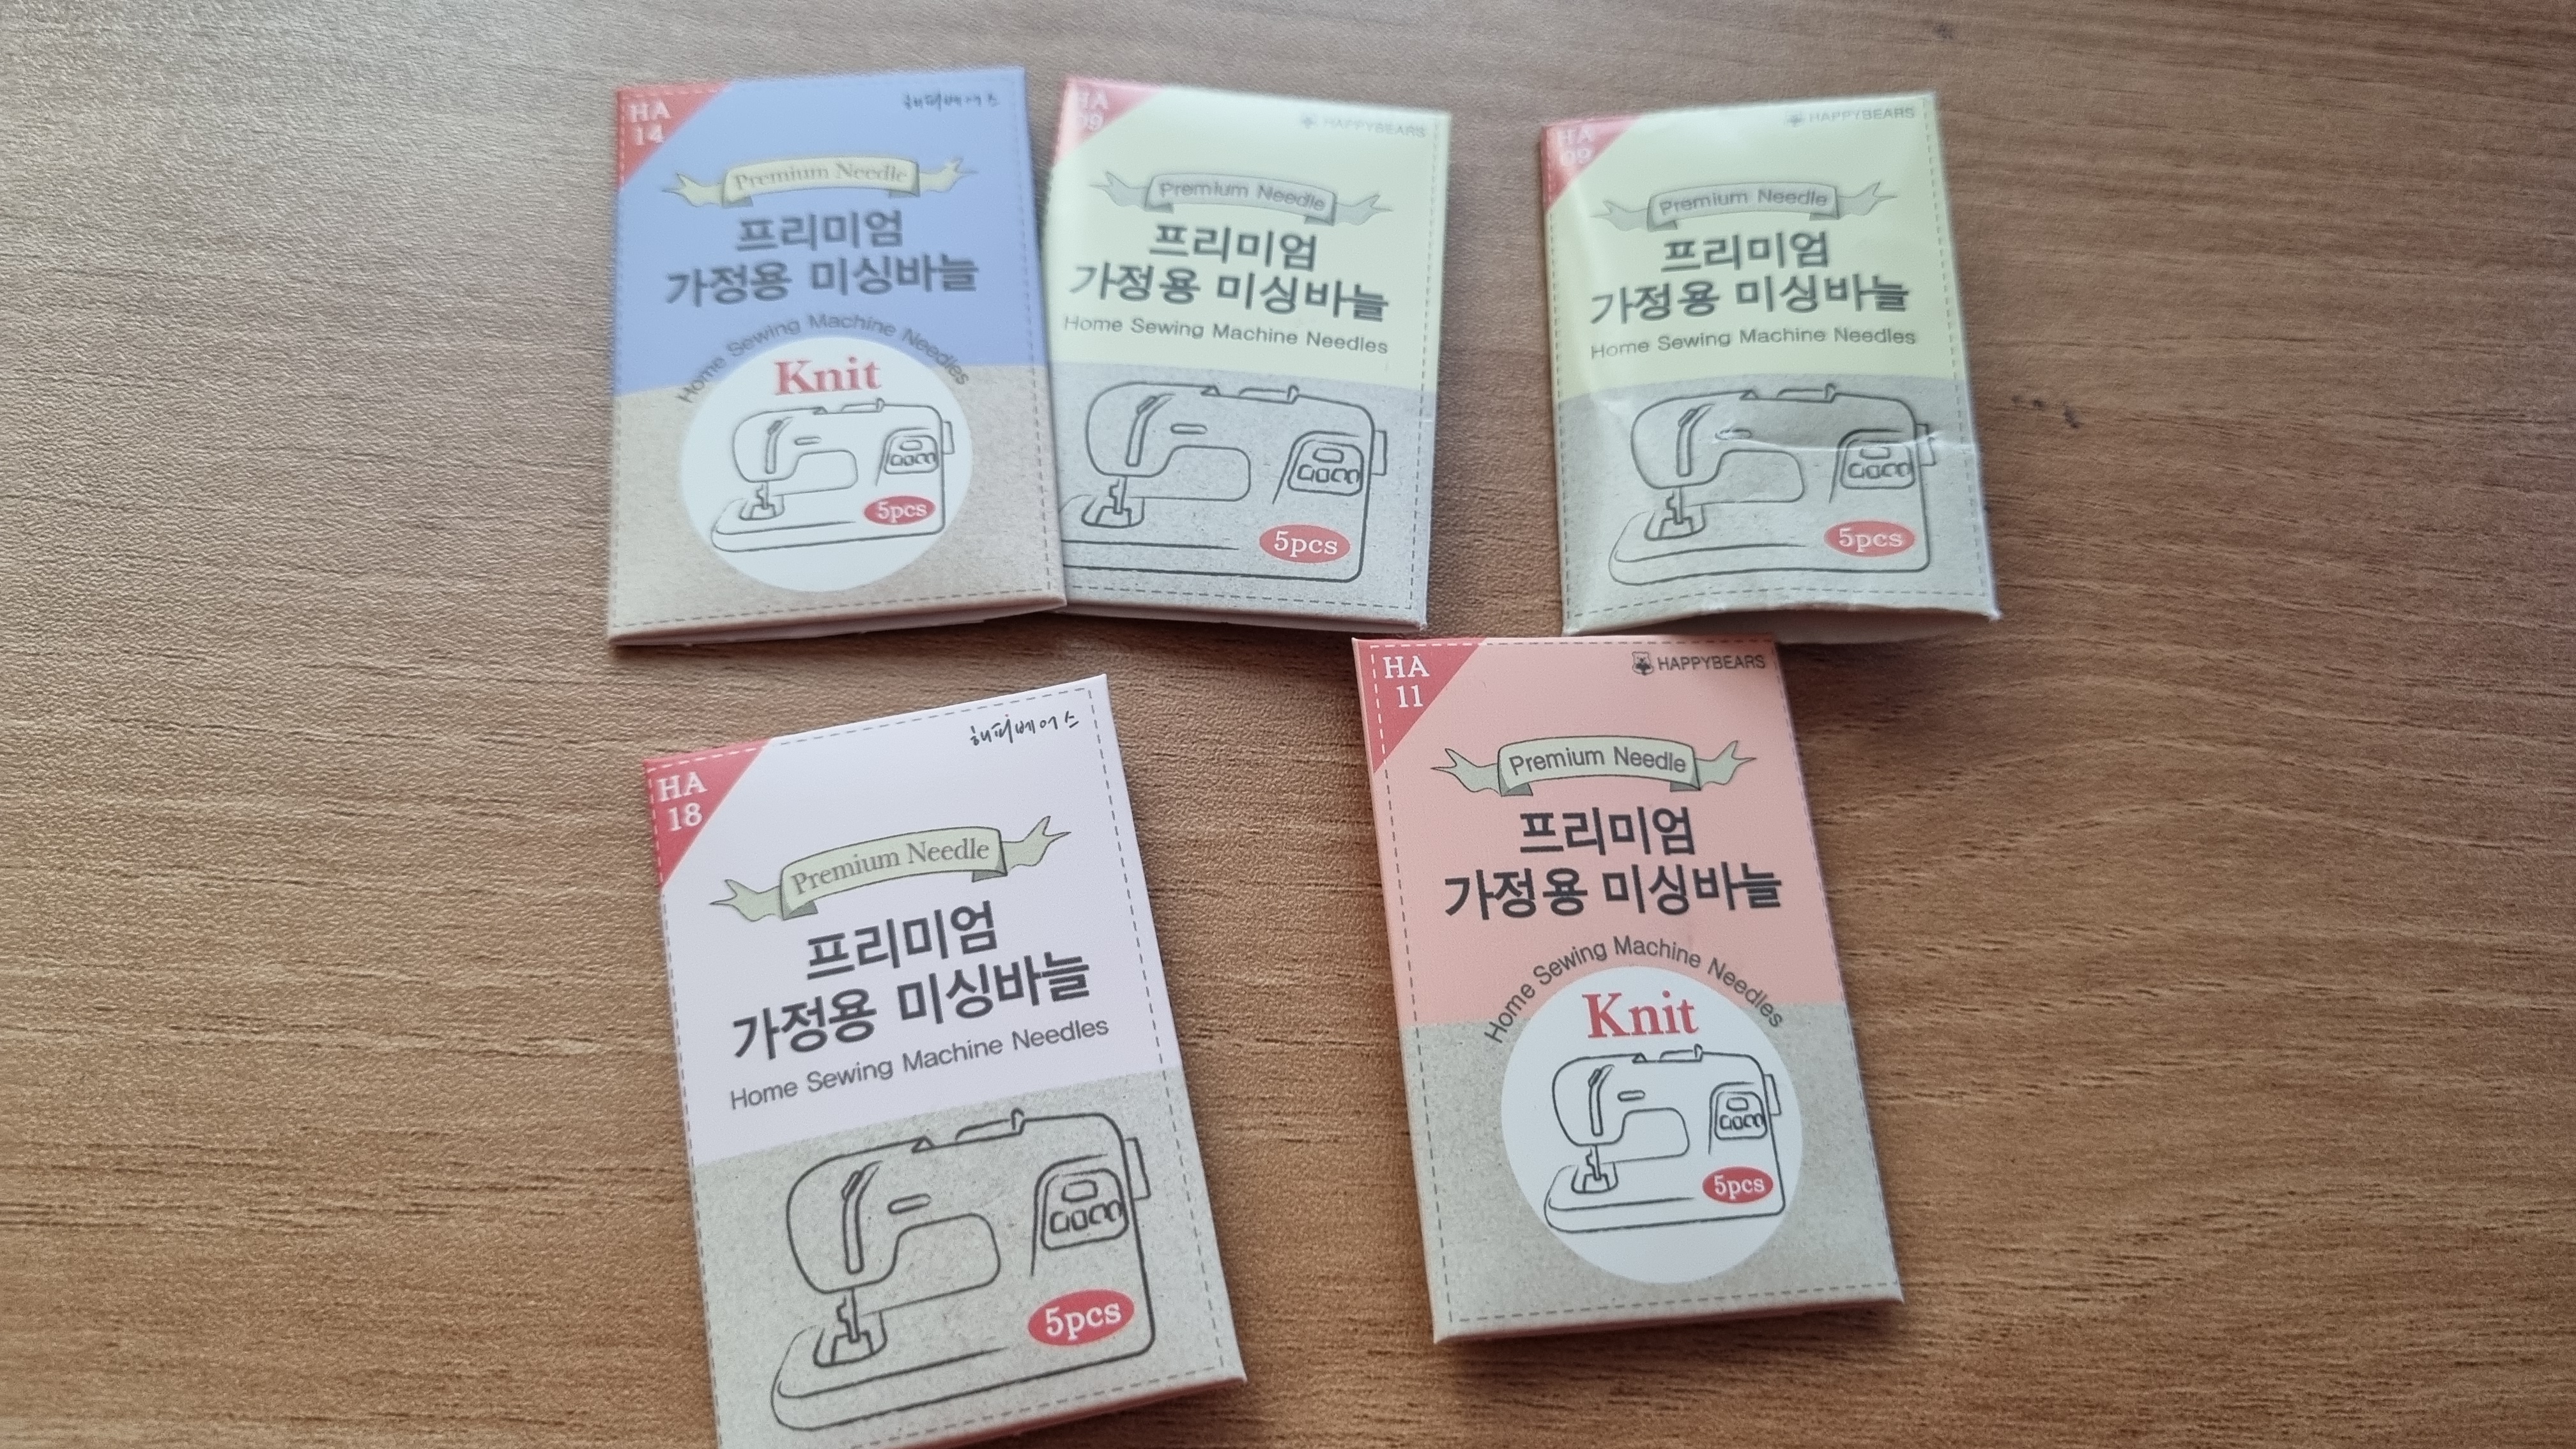 HA
14
해피베어스
Premium Needle
프리미엄
가정용 미싱바늘
Home Sewing Machine Needles
Knit
5pcs
HA
09
HAPPYBEARS
Premium Needle
프리미엄
가정용 미싱바늘
Home Sewing Machine Needles
5pcs
HA
09
HAPPYBEARS
Premium Needle
프리미엄
가정용 미싱바늘
Home Sewing Machine Needles
5pcs
HA
18
해피베어스
Premium Needle
프리미엄
가정용 미싱바늘
Home Sewing Machine Needles
5pcs
HA
11
HAPPYBEARS
Premium Needle
프리미엄
가정용 미싱바늘
Home Sewing Machine Needles
Knit
5pcs